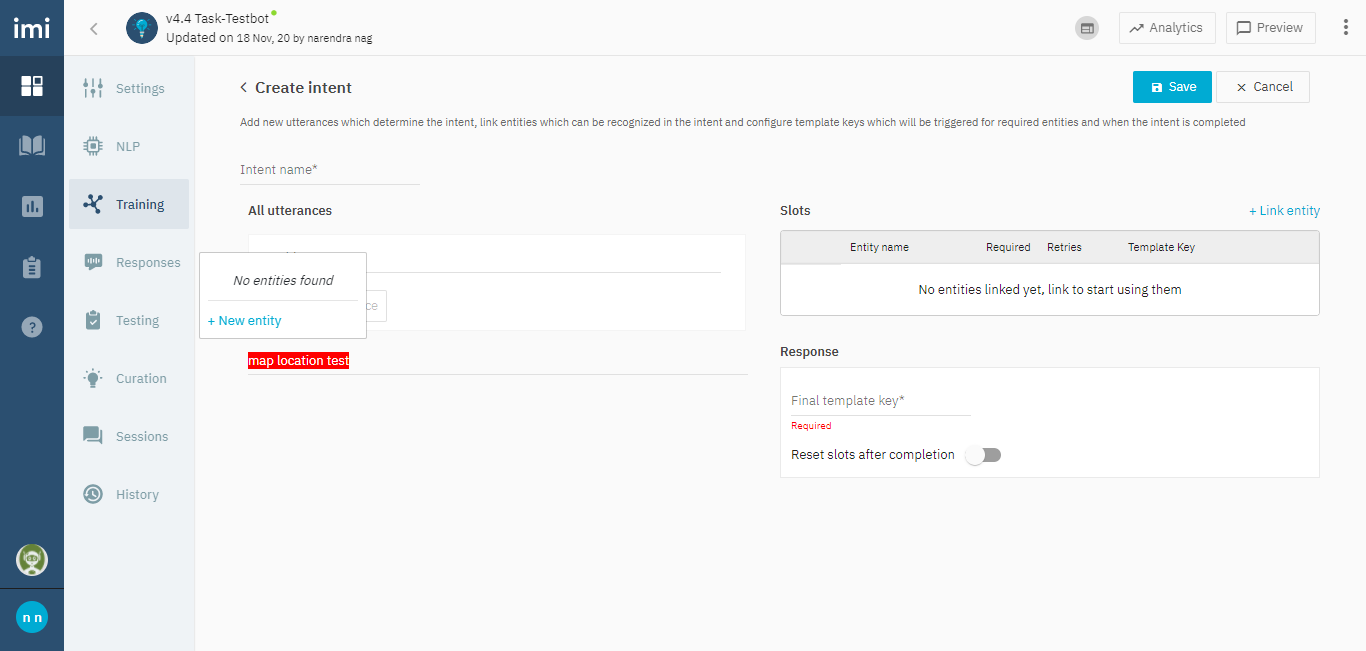 imi
v4.4 Task-Testbot
Updated on 18 Nov, 20 by narendra nag
Analytics
Preview
Settings
NLP
Training
Responses
Testing
Curation
Sessions
History
n n
Create intent
Save
Cancel
Add new utterances which determine the intent, link entities which can be recognized in the intent and configure template keys which will be triggered for required entities and when the intent is completed
Intent name*
All utterances
No entities found
+ New entity
ce
map location test
Slots
+ Link entity
Entity name Required Retries Template Key
No entities linked yet, link to start using them
Response
Final template key*
Required
Reset slots after completion